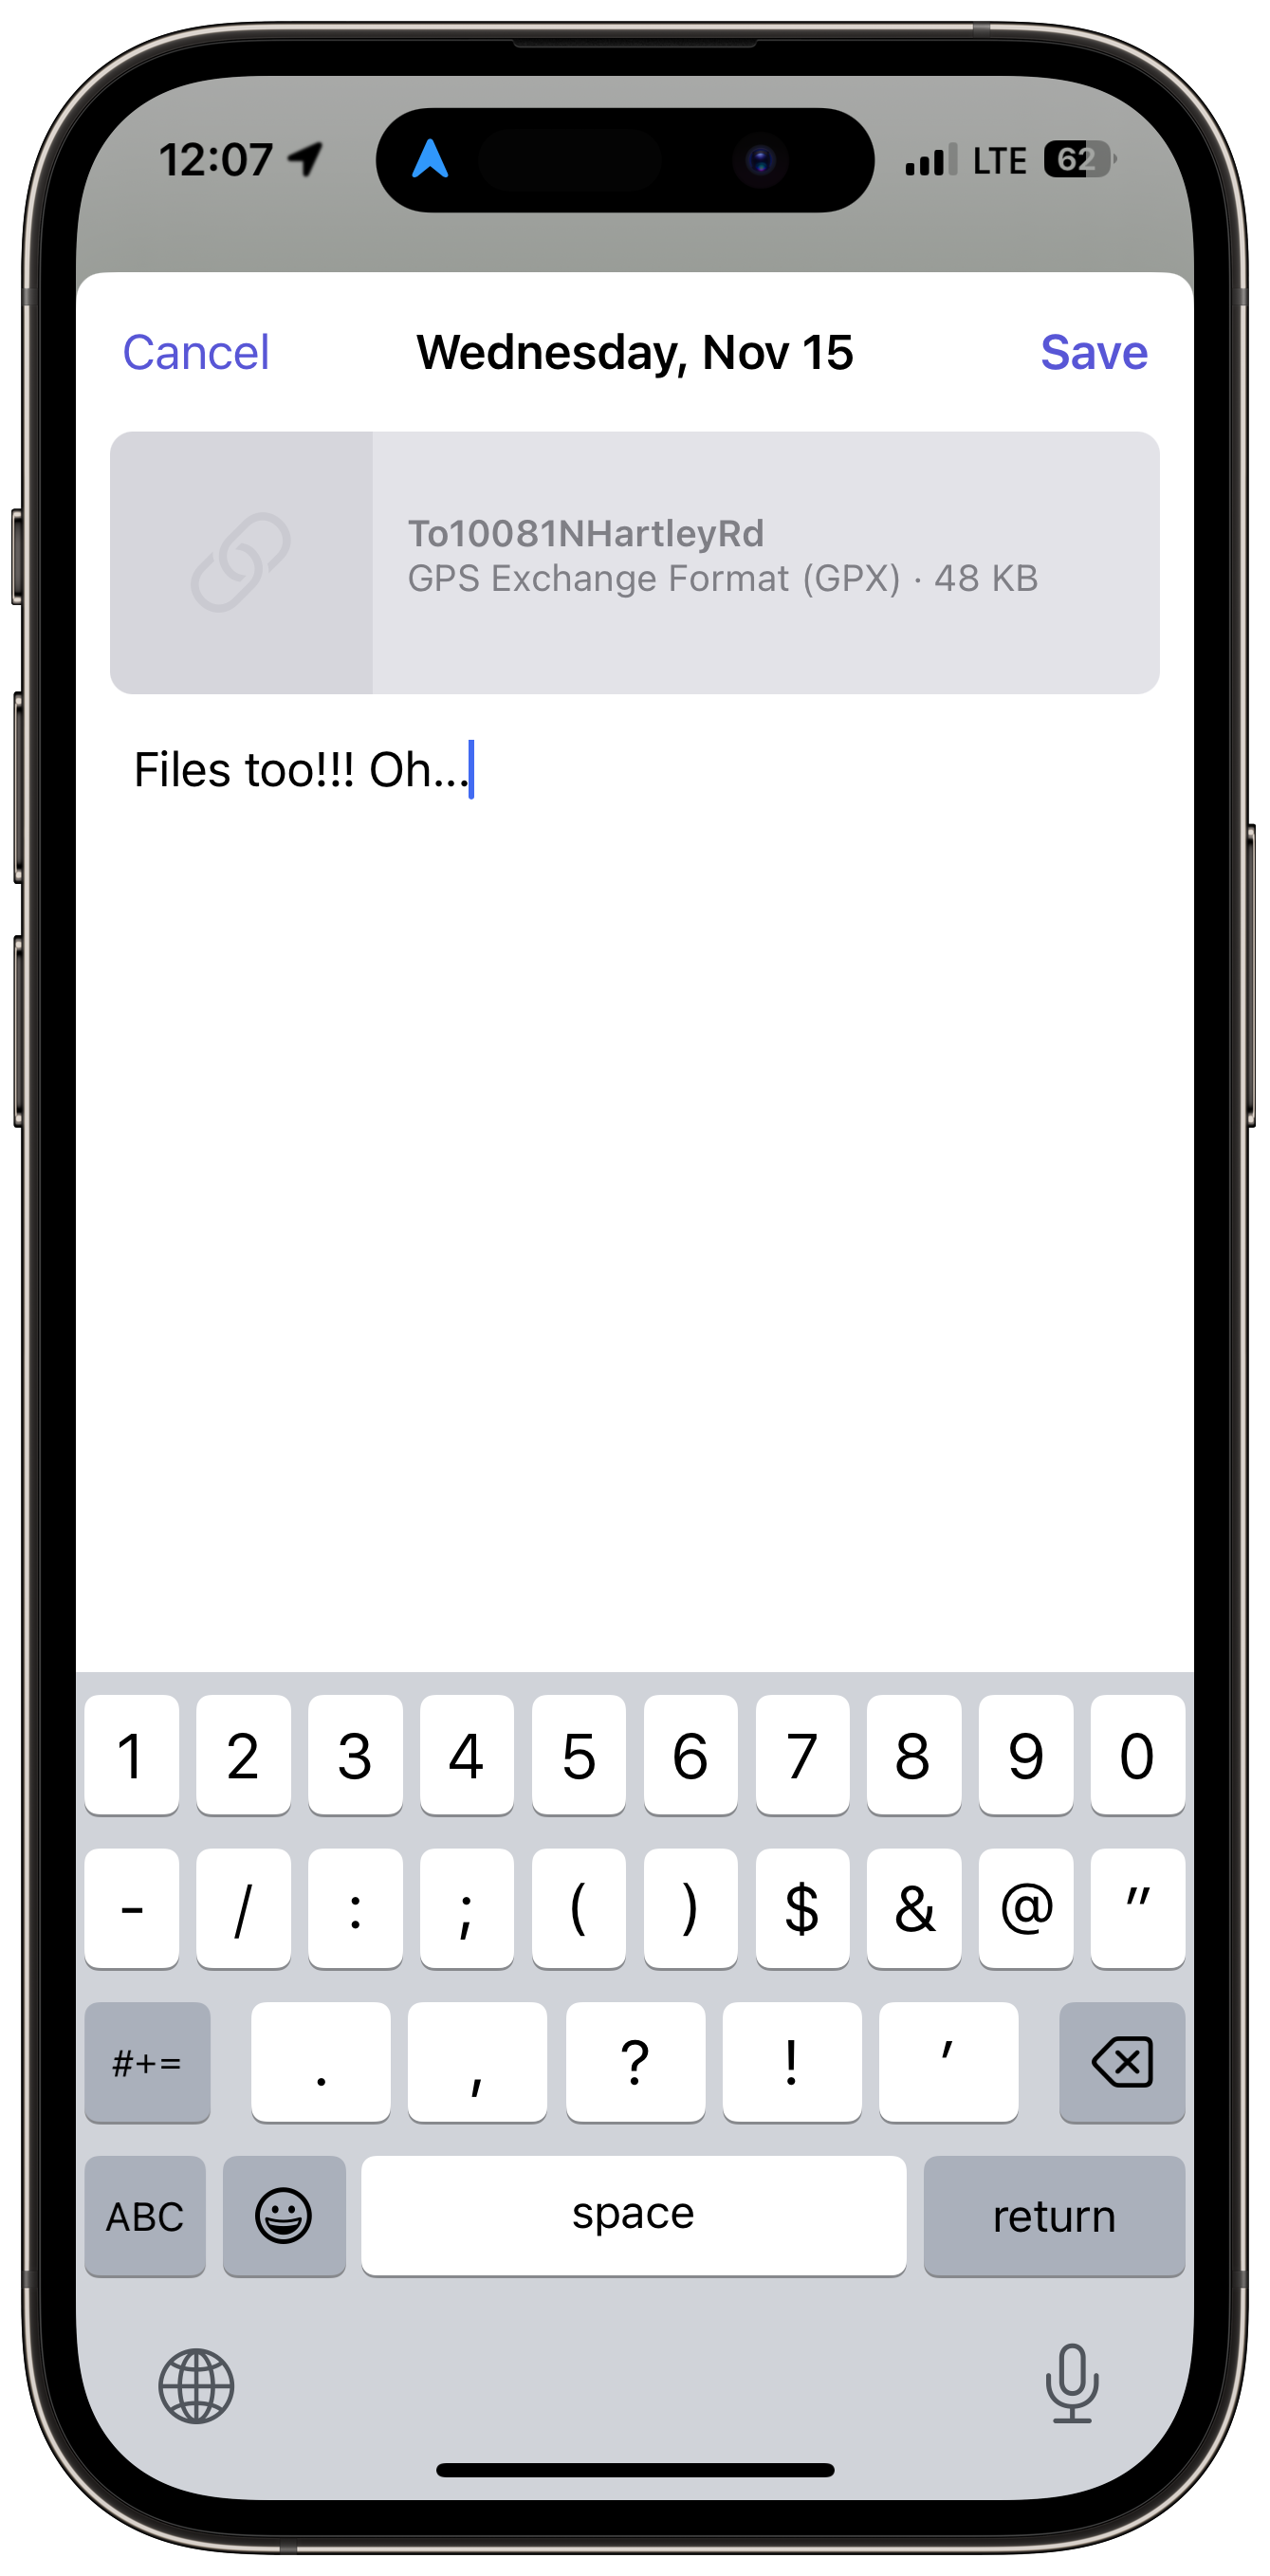 12:07 LTE 62
Cancel Wednesday, Nov 15 Save
To10081NHartleyRd
GPS Exchange Format (GPX) · 48 KB
Files too!!! Oh...
1 2 3 4 5 6 7 8 9 0
- / : ; ( ) $ & @ "
#+= . , ? ! '
ABC space return